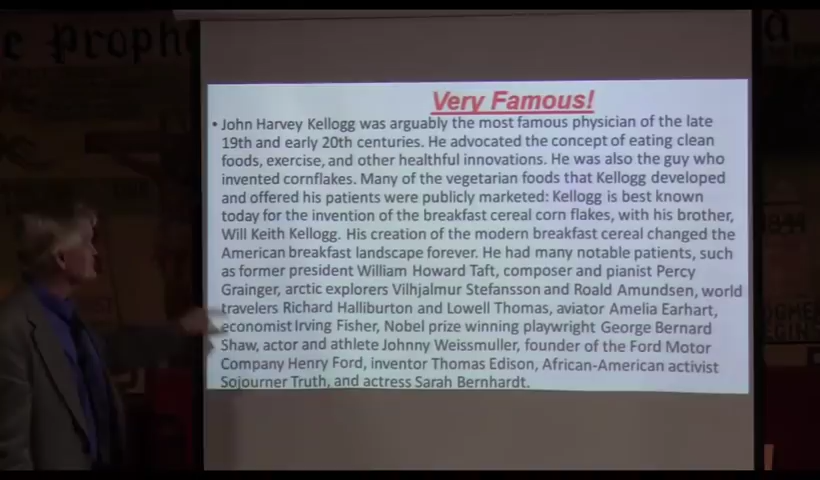 e Proph
Very Famous!
• John Harvey Kellogg was arguably the most famous physician of the late
19th and early 20th centuries. He advocated the concept of eating clean
foods, exercise, and other healthful innovations. He was also the guy who
invented cornflakes. Many of the vegetarian foods that Kellogg developed
and offered his patients were publicly marketed: Kellogg is best known
today for the invention of the breakfast cereal corn flakes, with his brother,
Will Keith Kellogg. His creation of the modern breakfast cereal changed the
American breakfast landscape forever. He had many notable patients, such
as former president William Howard Taft, composer and pianist Percy
Grainger, arctic explorers Vilhjalmur Stefansson and Roald Amundsen, world
travelers Richard Halliburton and Lowell Thomas, aviator Amelia Earhart,
economist Irving Fisher, Nobel prize winning playwright George Bernard
Shaw, actor and athlete Johnny Weissmuller, founder of the Ford Motor
Company Henry Ford, inventor Thomas Edison, African-American activist
Sojourner Truth, and actress Sarah Bernhardt.
1844